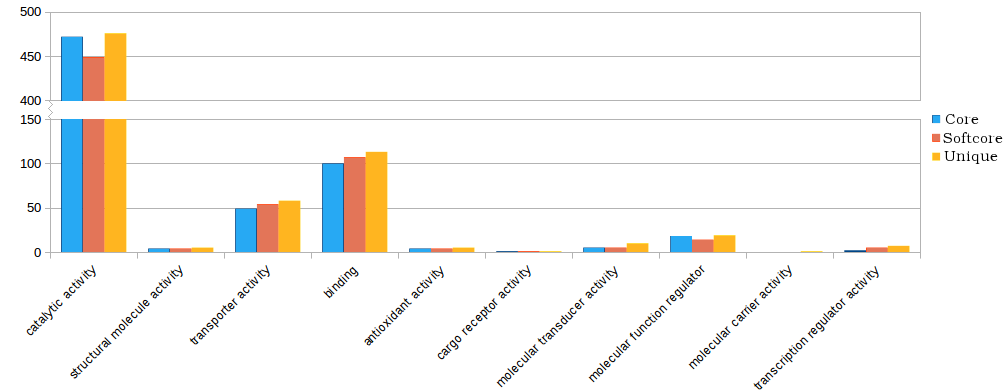 500
450
400
150
100
50
0
Core
Softcore
Unique
catalytic activity
structural molecule activity
transporter activity
binding
antioxidant activity
cargo receptor activity
molecular transducer activity
molecular function regulator
molecular carrier activity
transcription regulator activity